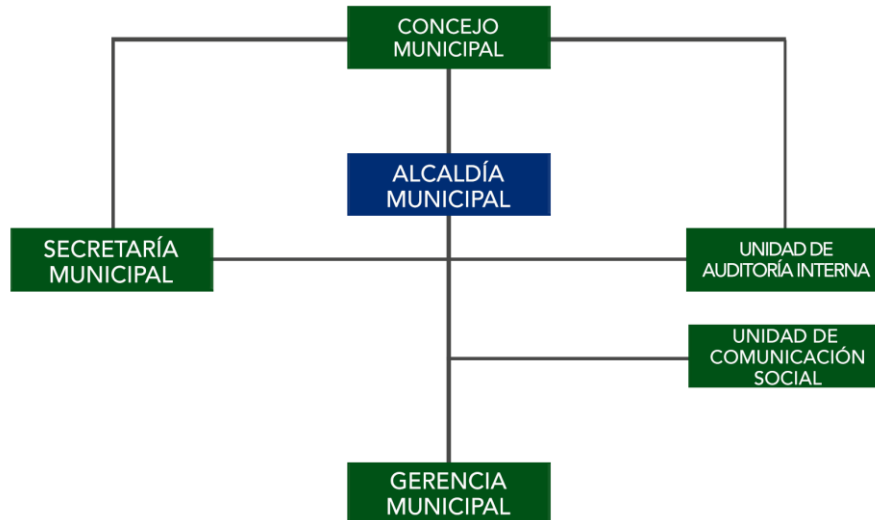 CONCEJO
MUNICIPAL
ALCALDÍA
MUNICIPAL
SECRETARÍA
MUNICIPAL
UNIDAD DE
AUDITORÍA INTERNA
UNIDAD DE
COMUNICACIÓN
SOCIAL
GERENCIA
MUNICIPAL